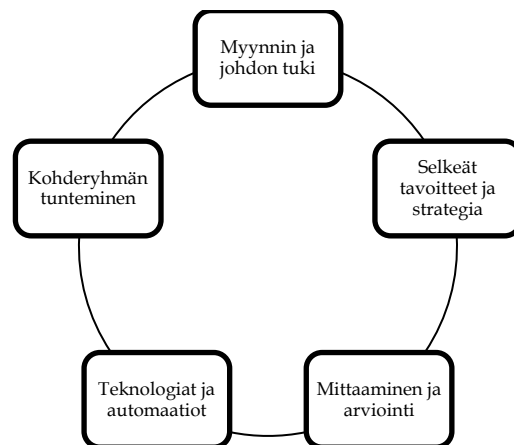 Myynnin ja
johdon tuki
Selkeät
tavoitteet ja
strategia
Mittaaminen ja
arviointi
Teknologiat ja
automaatiot
Kohderyhmän
tunteminen